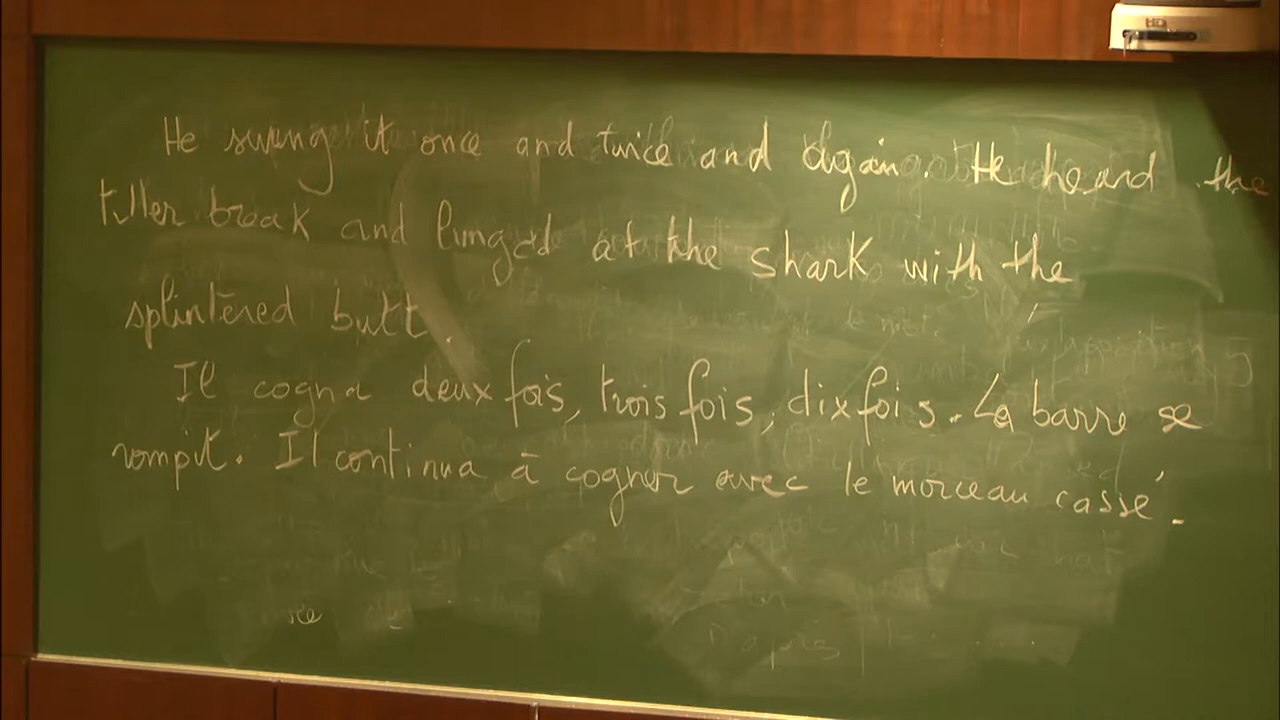 He swung it once and twice and again. He heard the
tiller break and lunged at the shark with the
splintered butt.
Il cogna deux fois, trois fois, dix fois. La barre se
rompit. Il continua à cogner avec le morceau cassé.
D'après